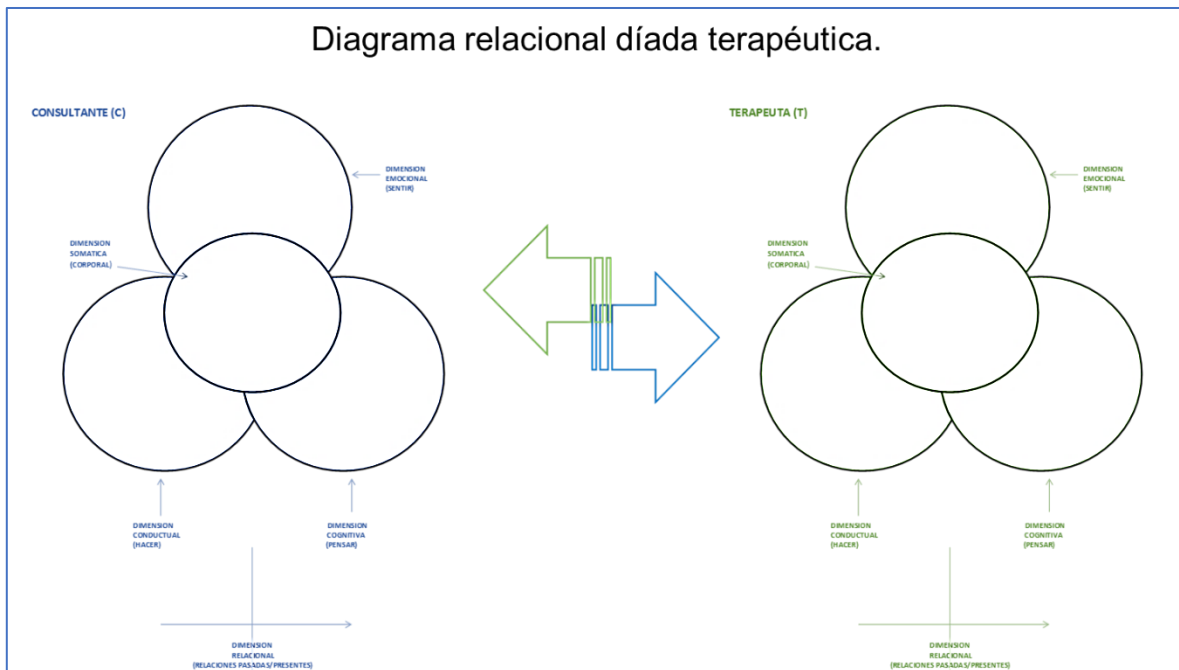 Diagrama relacional díada terapéutica.
CONSULTANTE (C)
DIMENSION
EMOCIONAL
(SENTIR)
DIMENSION
SOMATICA
(CORPORAL)
DIMENSION
CONDUCTUAL
(HACER)
DIMENSION
COGNITIVA
(PENSAR)
DIMENSION
RELACIONAL
(RELACIONES PASADAS/PRESENTES)
TERAPEUTA (T)
DIMENSION
EMOCIONAL
(SENTIR)
DIMENSION
SOMATICA
(CORPORAL)
DIMENSION
CONDUCTUAL
(HACER)
DIMENSION
COGNITIVA
(PENSAR)
DIMENSION
RELACIONAL
(RELACIONES PASADAS/PRESENTES)